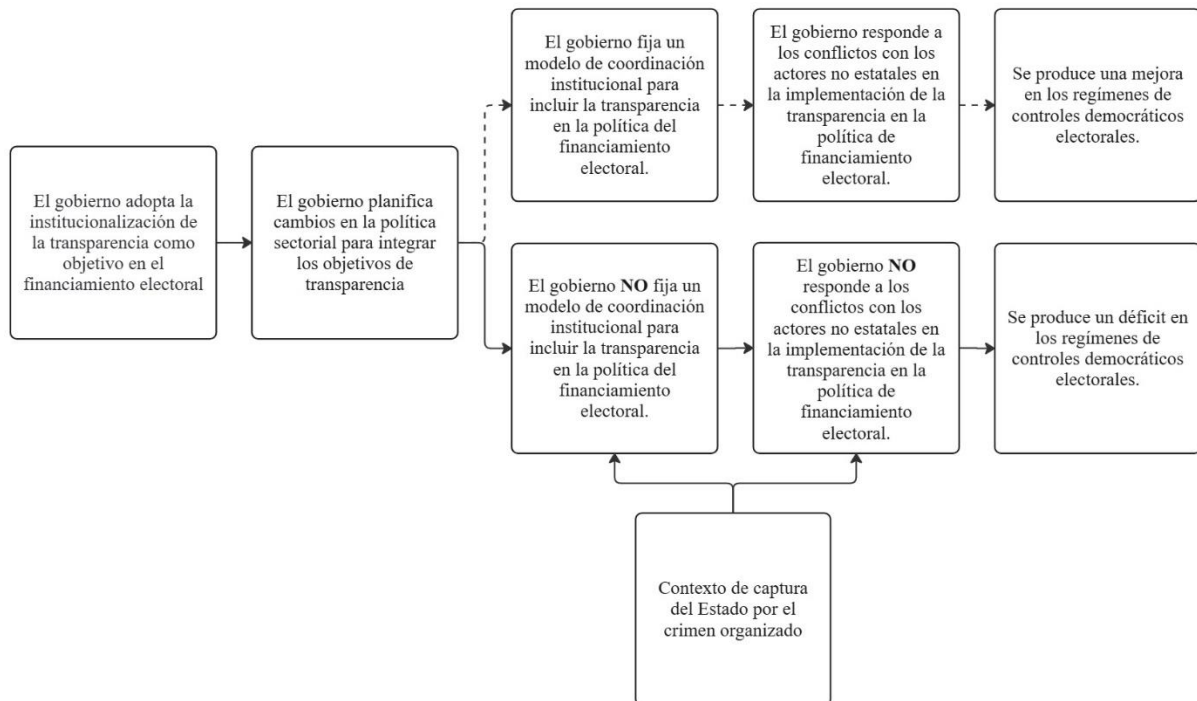 El gobierno adopta la
institucionalización de
la transparencia como
objetivo en el
financiamiento electoral
El gobierno planifica
cambios en la política
sectorial para integrar
los objetivos de
transparencia
El gobierno fija un
modelo de coordinación
institucional para
incluir la transparencia
en la política del
financiamiento
electoral.
El gobierno responde a
los conflictos con los
actores no estatales en
la implementación de la
transparencia en la
política de
financiamiento
electoral.
Se produce una mejora
en los regímenes de
controles democráticos
electorales.
El gobierno NO fija un
modelo de coordinación
institucional para
incluir la transparencia
en la política del
financiamiento
electoral.
El gobierno NO
responde a los
conflictos con los
actores no estatales en
la implementación de la
transparencia en la
política de
financiamiento
electoral.
Se produce un déficit en
los regímenes de
controles democráticos
electorales.
Contexto de captura
del Estado por el
crimen organizado